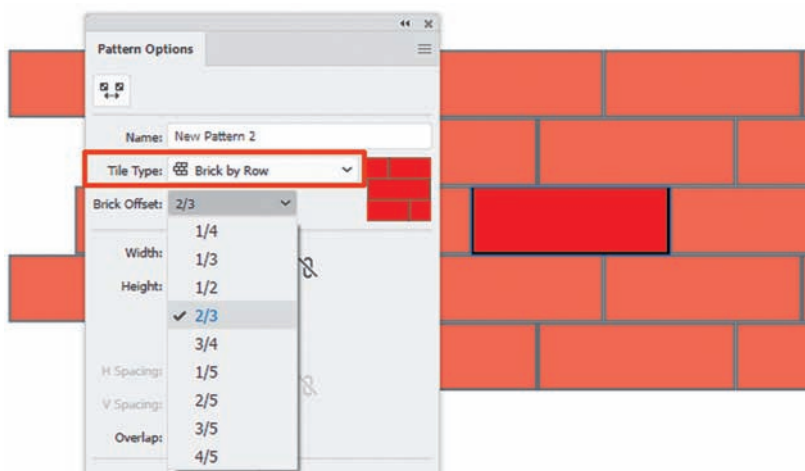 Pattern Options
Name: New Pattern 2
Tile Type: Brick by Row
Brick Offset: 2/3
1/4
Width:
1/3
Height:
1/2
2/3
3/4
H Spacing:
1/5
V Spacing:
2/5
Overlap:
3/5
4/5